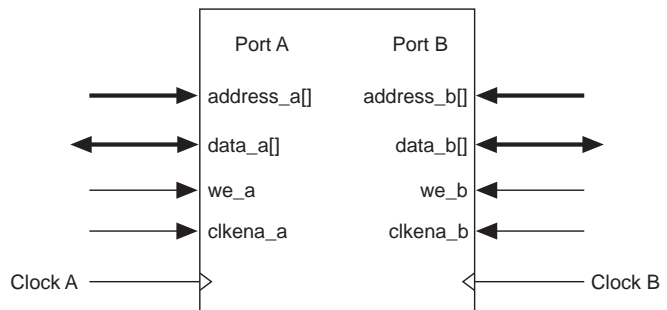 Port A Port B
address_a[] address_b[]
data_a[] data_b[]
we_a we_b
clkena_a clkena_b
Clock A Clock B